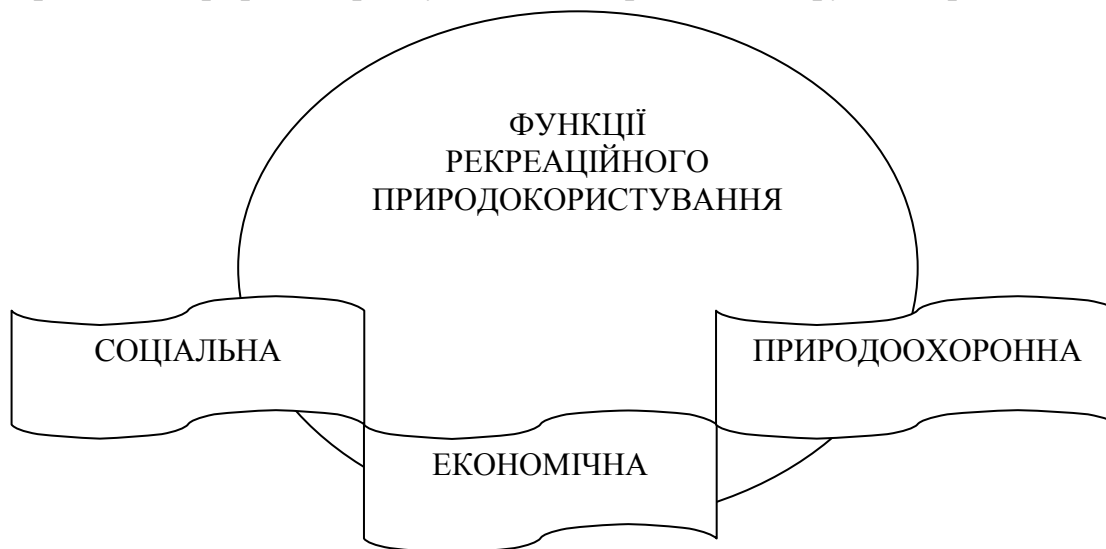 ФУНКЦІЇ
РЕКРЕАЦІЙНОГО
ПРИРОДОКОРИСТУВАННЯ
СОЦІАЛЬНА
ПРИРОДООХОРОННА
ЕКОНОМІЧНА